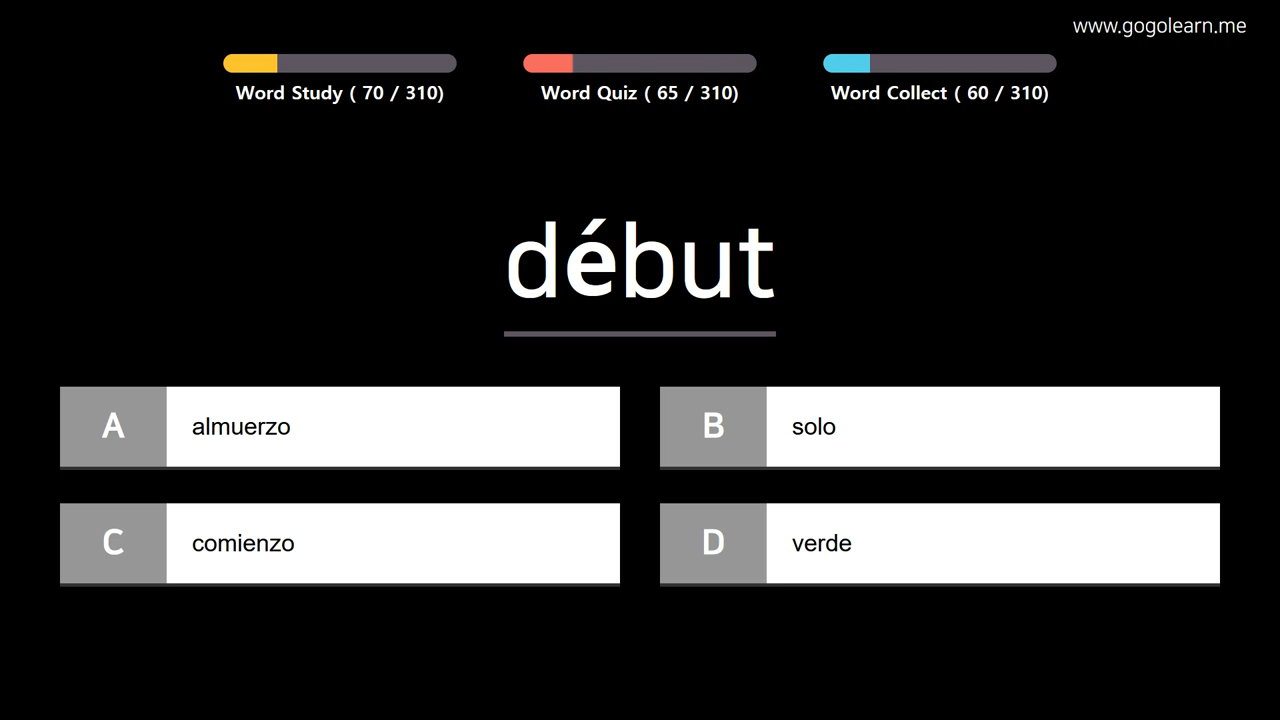 www.gogolearn.me
Word Study ( 70 / 310)
Word Quiz ( 65 / 310)
Word Collect ( 60 / 310)
début
A almuerzo
B solo
C comienzo
D verde